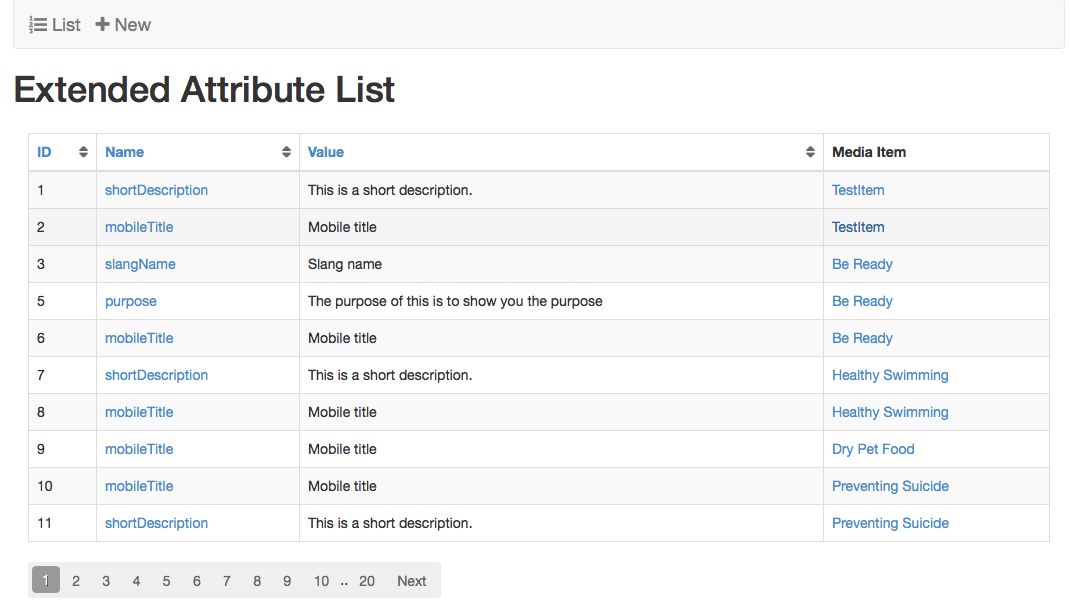 List New
Extended Attribute List
ID Name Value Media Item
1 shortDescription This is a short description. TestItem
2 mobileTitle Mobile title TestItem
3 slangName Slang name Be Ready
5 purpose The purpose of this is to show you the purpose Be Ready
6 mobileTitle Mobile title Be Ready
7 shortDescription This is a short description. Healthy Swimming
8 mobileTitle Mobile title Healthy Swimming
9 mobileTitle Mobile title Dry Pet Food
10 mobileTitle Mobile title Preventing Suicide
11 shortDescription This is a short description. Preventing Suicide
1 2 3 4 5 6 7 8 9 10 .. 20 Next